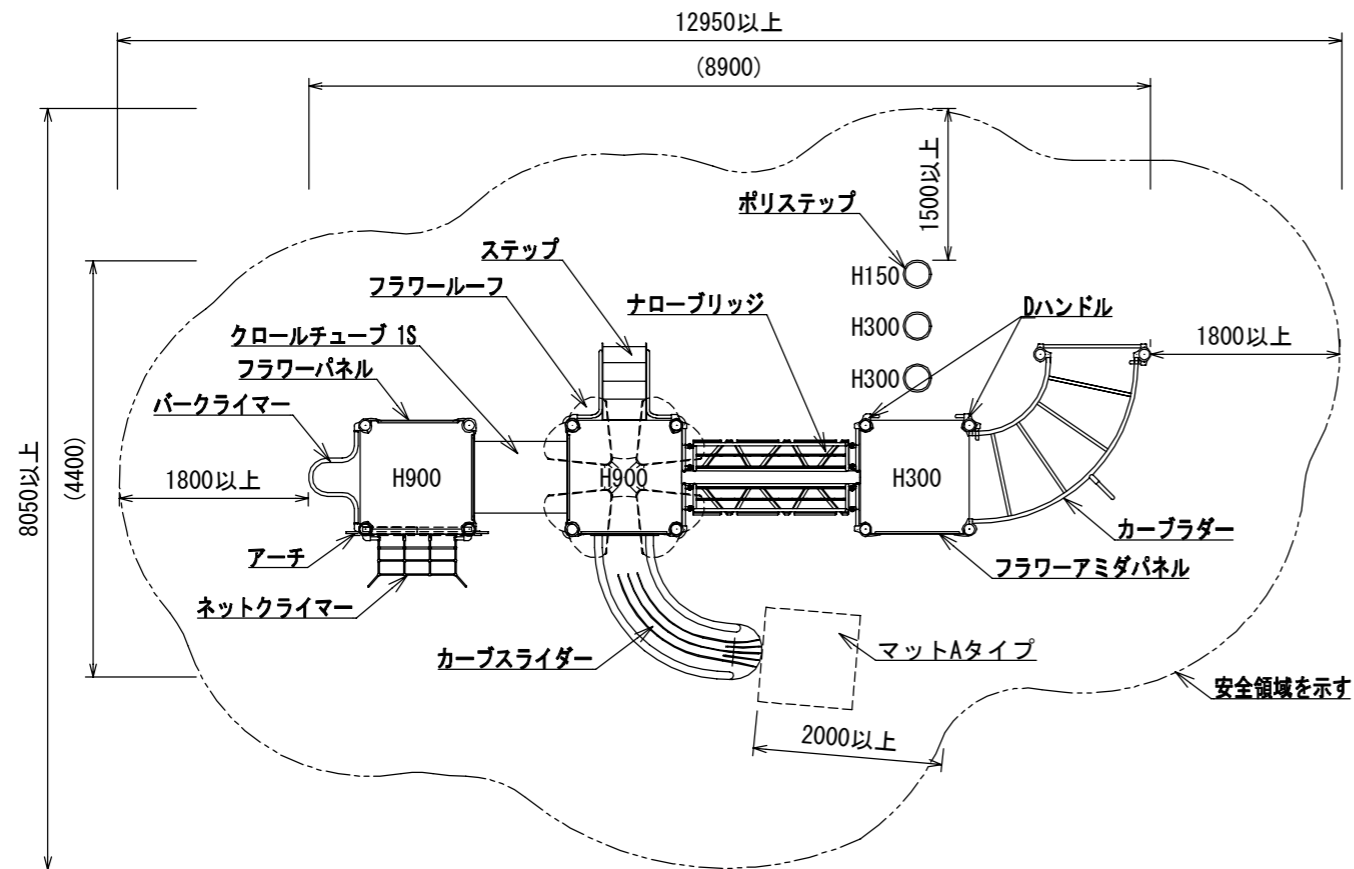 12950以上
(8900)
8050以上
(4400)
1500以上
ポリステップ
ステップ
H150
フラワールーフ
ナローブリッジ
Dハンドル
クロールチューブ 1S
H300
1800以上
フラワーパネル
H300
バークライマー
1800以上
H900
H900
H300
アーチ
カーブラダー
フラワーアミダパネル
ネットクライマー
カーブスライダー
マットAタイプ
安全領域を示す
2000以上